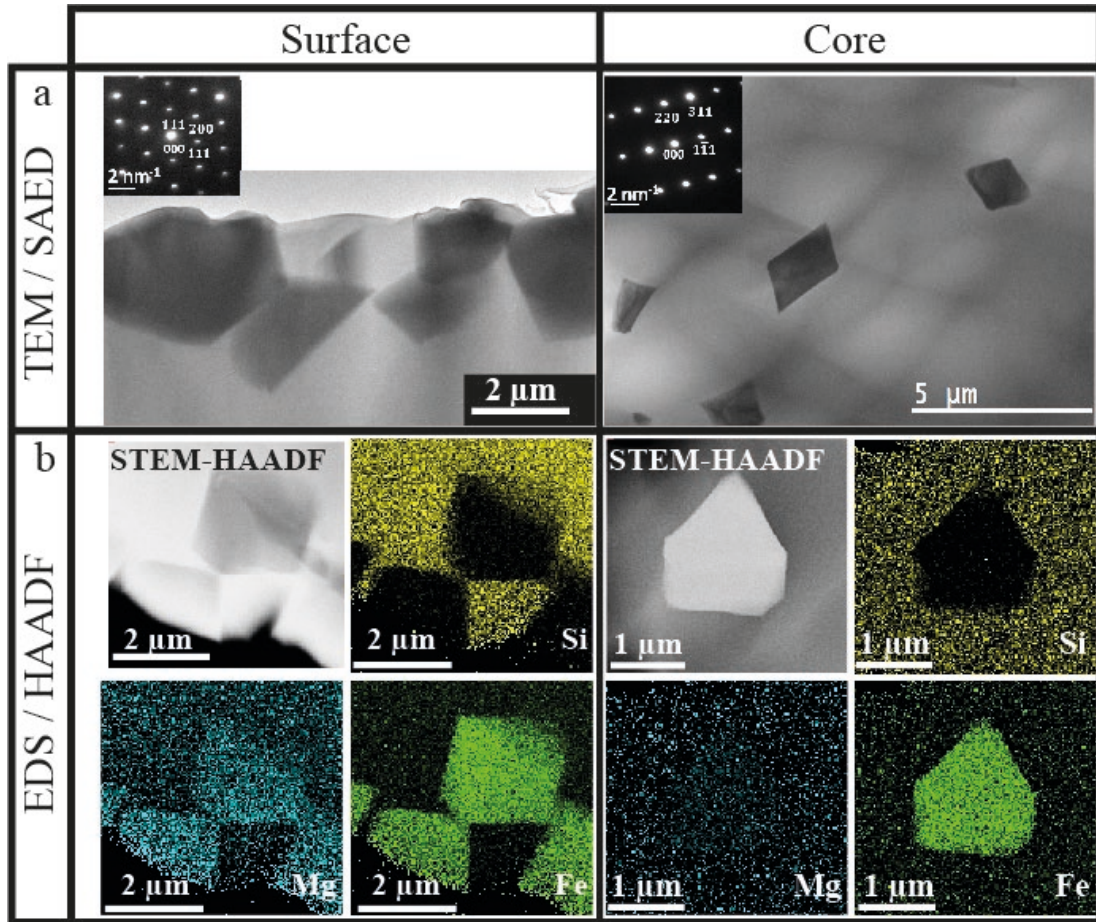 Surface
Core
TEM / SAED
a
111 200
000 111
2 nm-1
2 µm
220 311
000 11̅1
2 nm-1
5 µm
EDS / HAADF
b
STEM-HAADF
2 µm
2 µm
Si
STEM-HAADF
1 µm
1 µm
Si
2 µm
Mg
2 µm
Fe
1 µm
Mg
1 µm
Fe